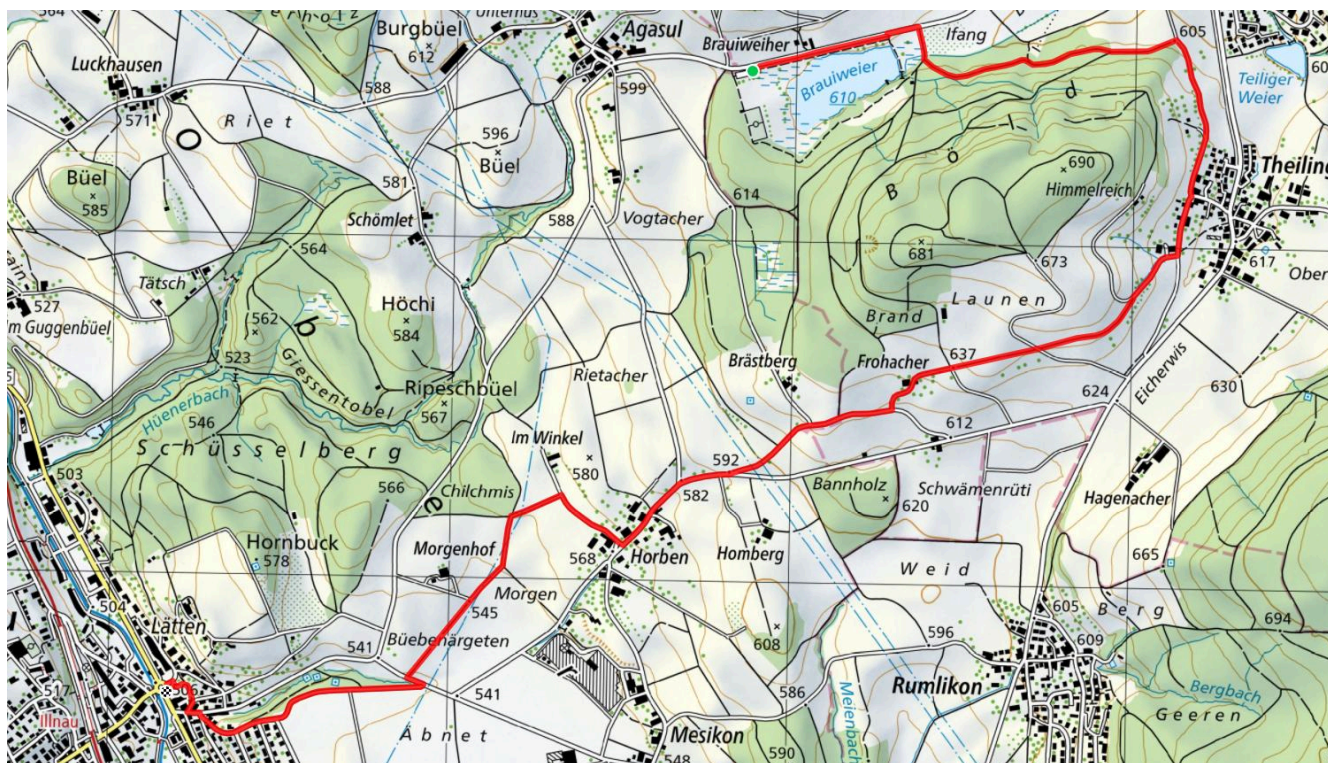 564
Burgbüel
612
Unterhus
Agasul
Brauiweiher
Ifang
605
Luckhausen
588
599
Brauiweier
610
Teiliger
Weier
571
Riet
596
Büel
O
B ö l d
690
Himmelreich
Theiling
Büel
585
581
Schömlet
588
Vogtacher
614
564
681
673
617
Ober
Tätsch
527
Im Guggenbüel
562
b
Höchi
584
Launen
Brand
523
Giessentobel
Ripeschbüel
567
Rietacher
Brästberg
Frohacher
637
624
Eicherwis
630
Hüenerbach
546
Schüsselberg
Im Winkel
580
612
503
566
Chilchmis
e
592
582
Bannholz
620
Schwämenrüti
Hagenacher
Hornbuck
578
Morgenhof
568
Horben
Homberg
665
Weid
504
Lätten
545
Morgen
Büebenärgeten
541
608
596
605
Berg
609
694
517
Illnau
506
541
586
Rumlikon
Bergbach
Geeren
Äbnet
Mesikon
548
590
Meienbach